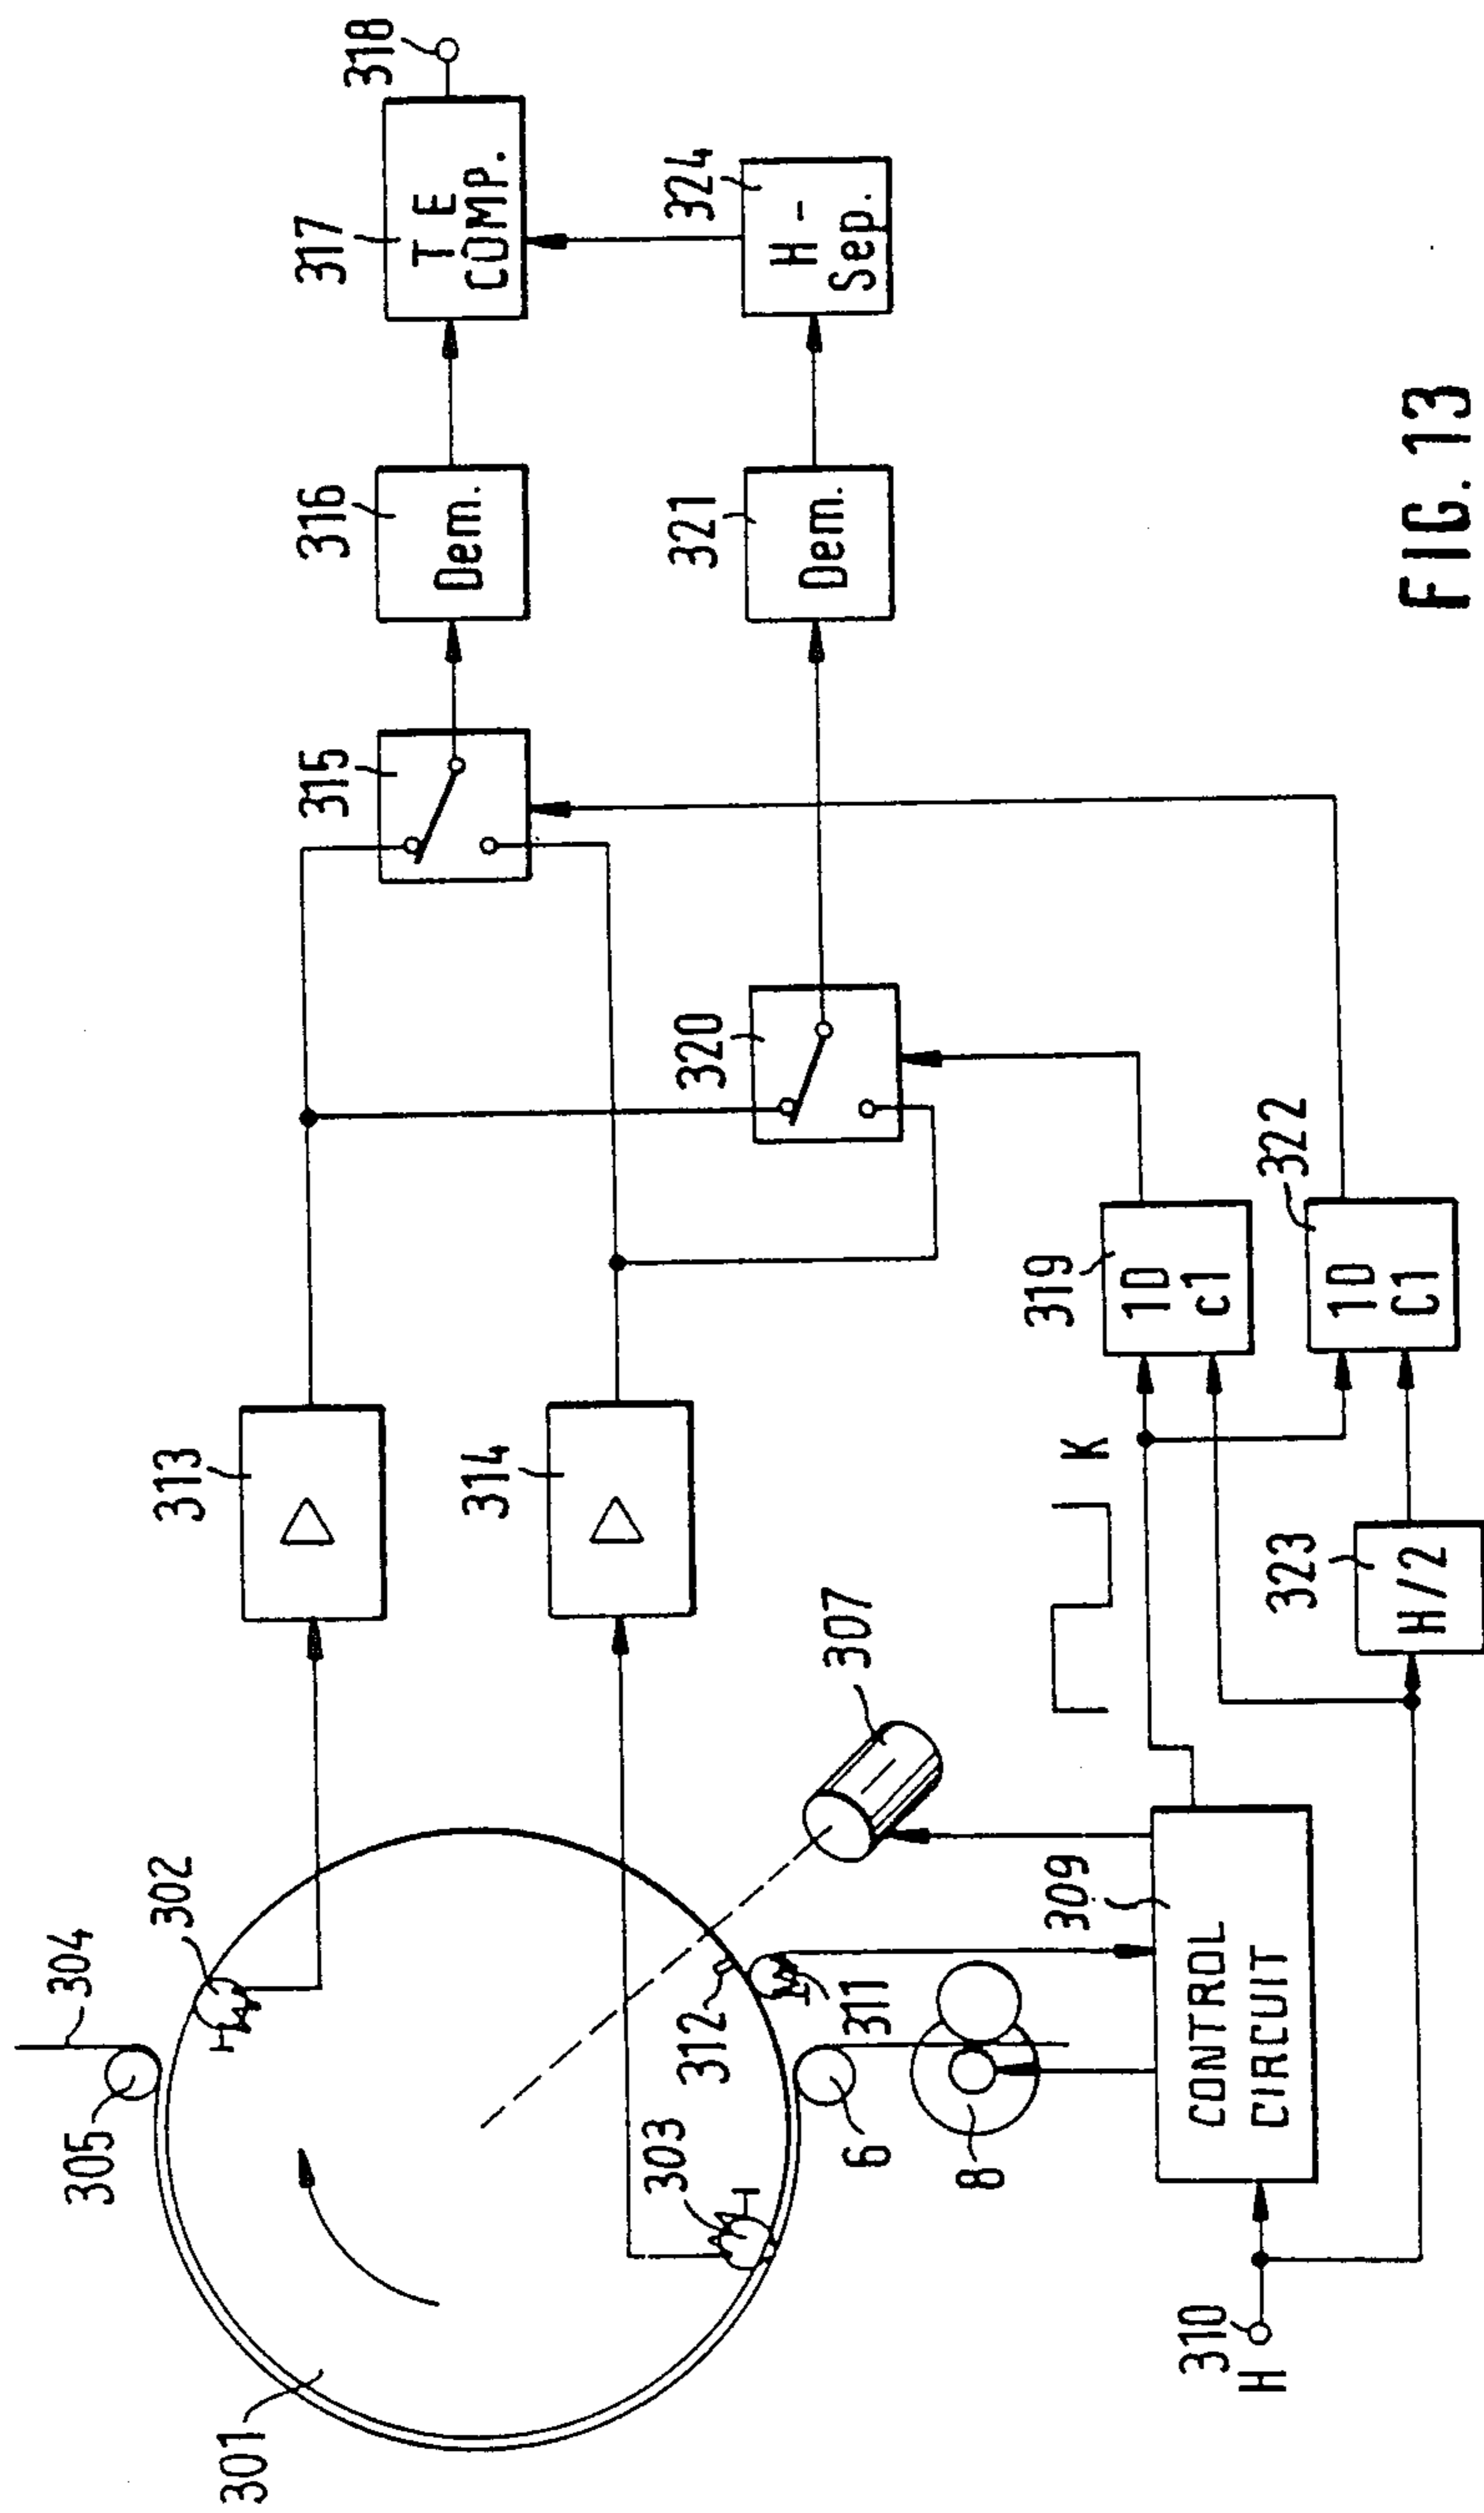 318
317
T E
COMP.
324
H-
Sep.
316
Dem.
321
Dem.
315
320
313
314
319
1D
c1
322
1D
C1
K
323
H/2
307
302
304
305
303
312
311
6
8
309
CONTROL
CIRCUIT
310
H
301
FIG. 13